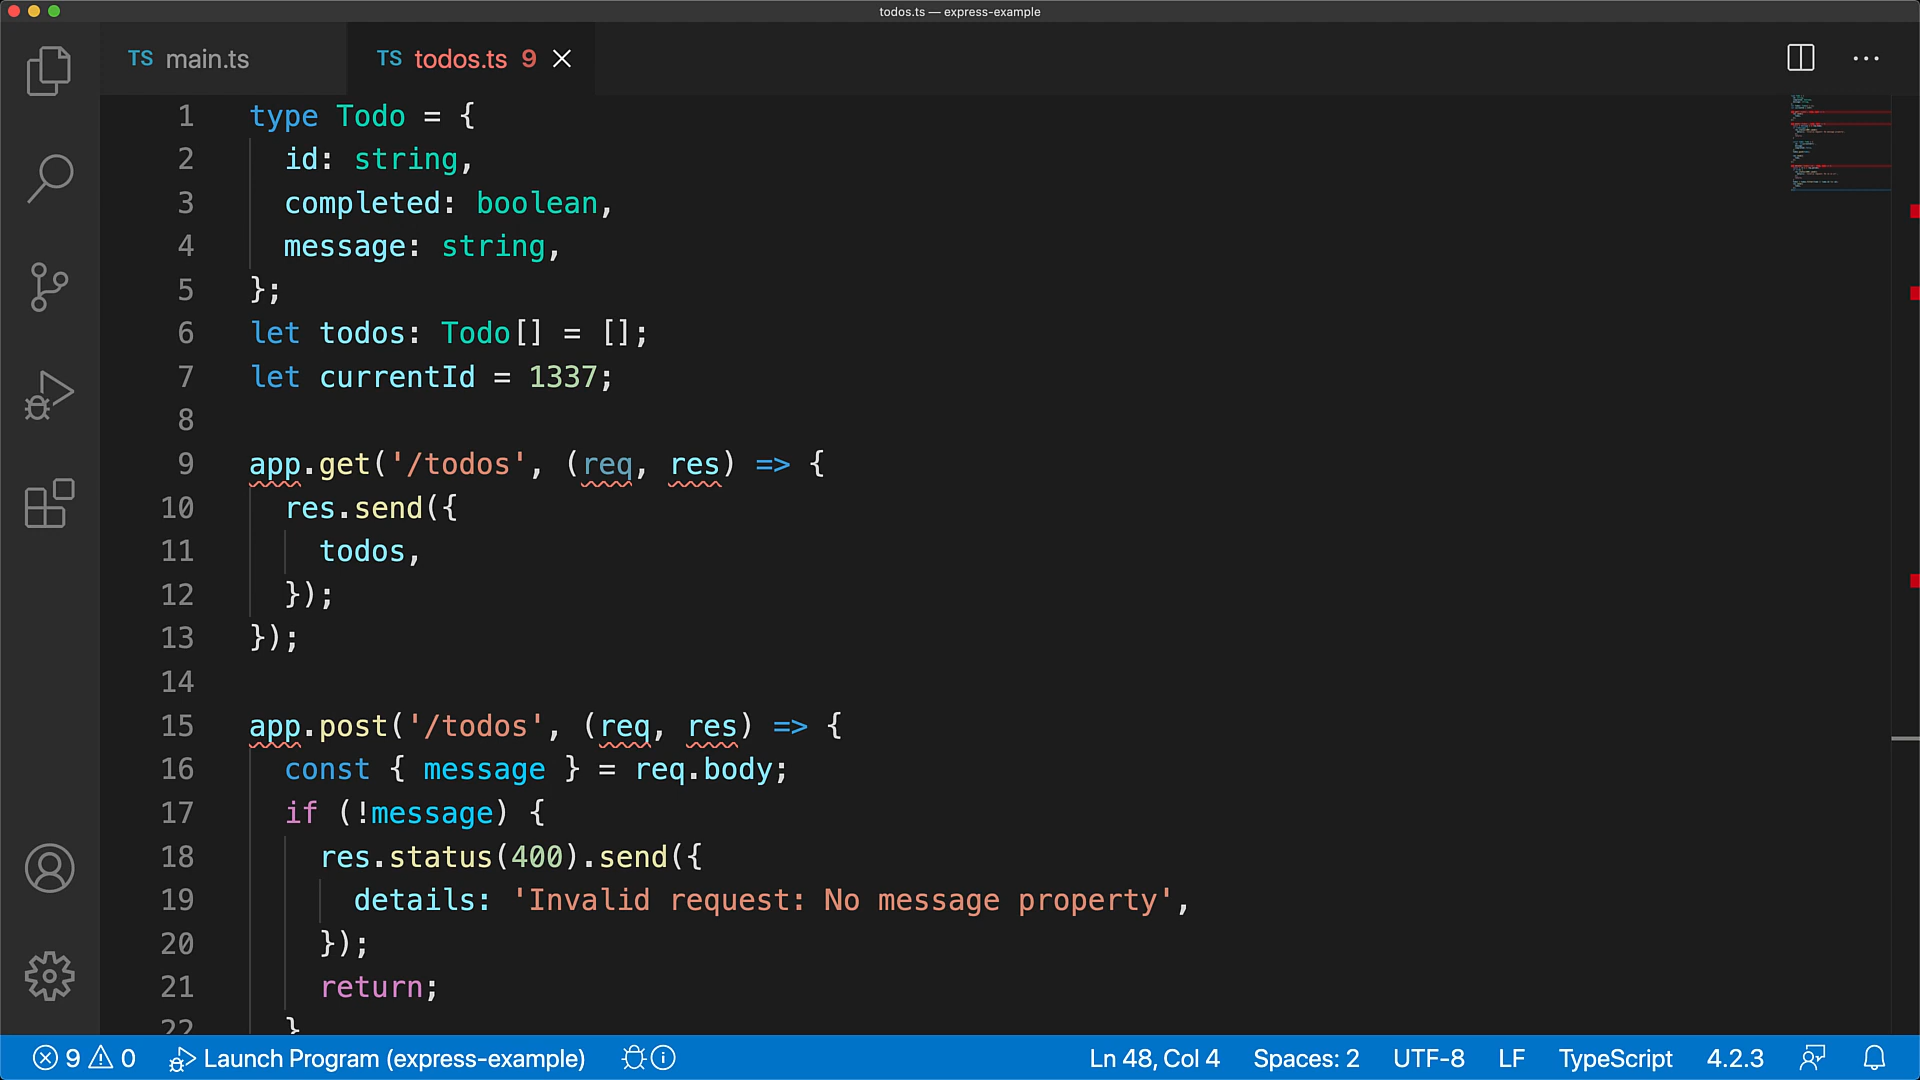 todos.ts — express-example
TS main.ts
TS todos.ts 9
1 type Todo = {
2 id: string,
3 completed: boolean,
4 message: string,
5 };
6 let todos: Todo[] = [];
7 let currentId = 1337;
8
9 app.get('/todos', (req, res) => {
10 res.send({
11 todos,
12 });
13 });
14
15 app.post('/todos', (req, res) => {
16 const { message } = req.body;
17 if (!message) {
18 res.status(400).send({
19 details: 'Invalid request: No message property',
20 });
21 return;
22 }
9 0 Launch Program (express-example) Ln 48, Col 4 Spaces: 2 UTF-8 LF TypeScript 4.2.3